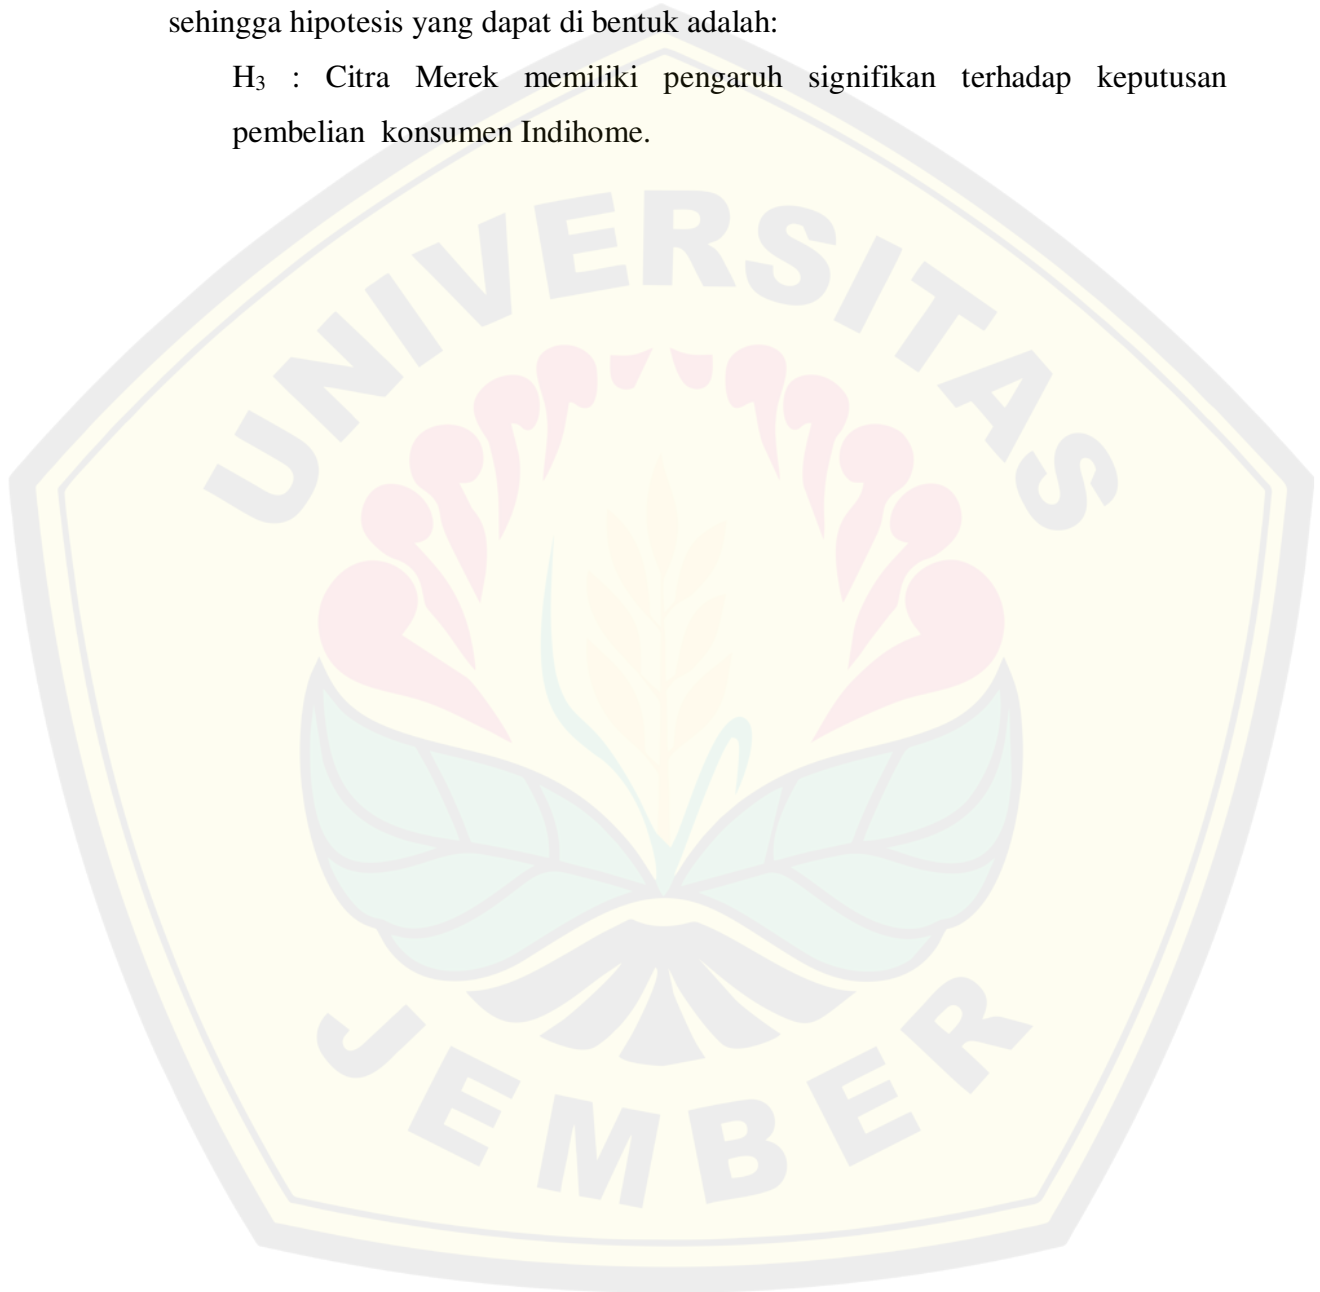 sehingga hipotesis yang dapat di bentuk adalah:
H₃ : Citra Merek memiliki pengaruh signifikan terhadap keputusan
pembelian konsumen Indihome.
UNIVERSITAS
JEMBER